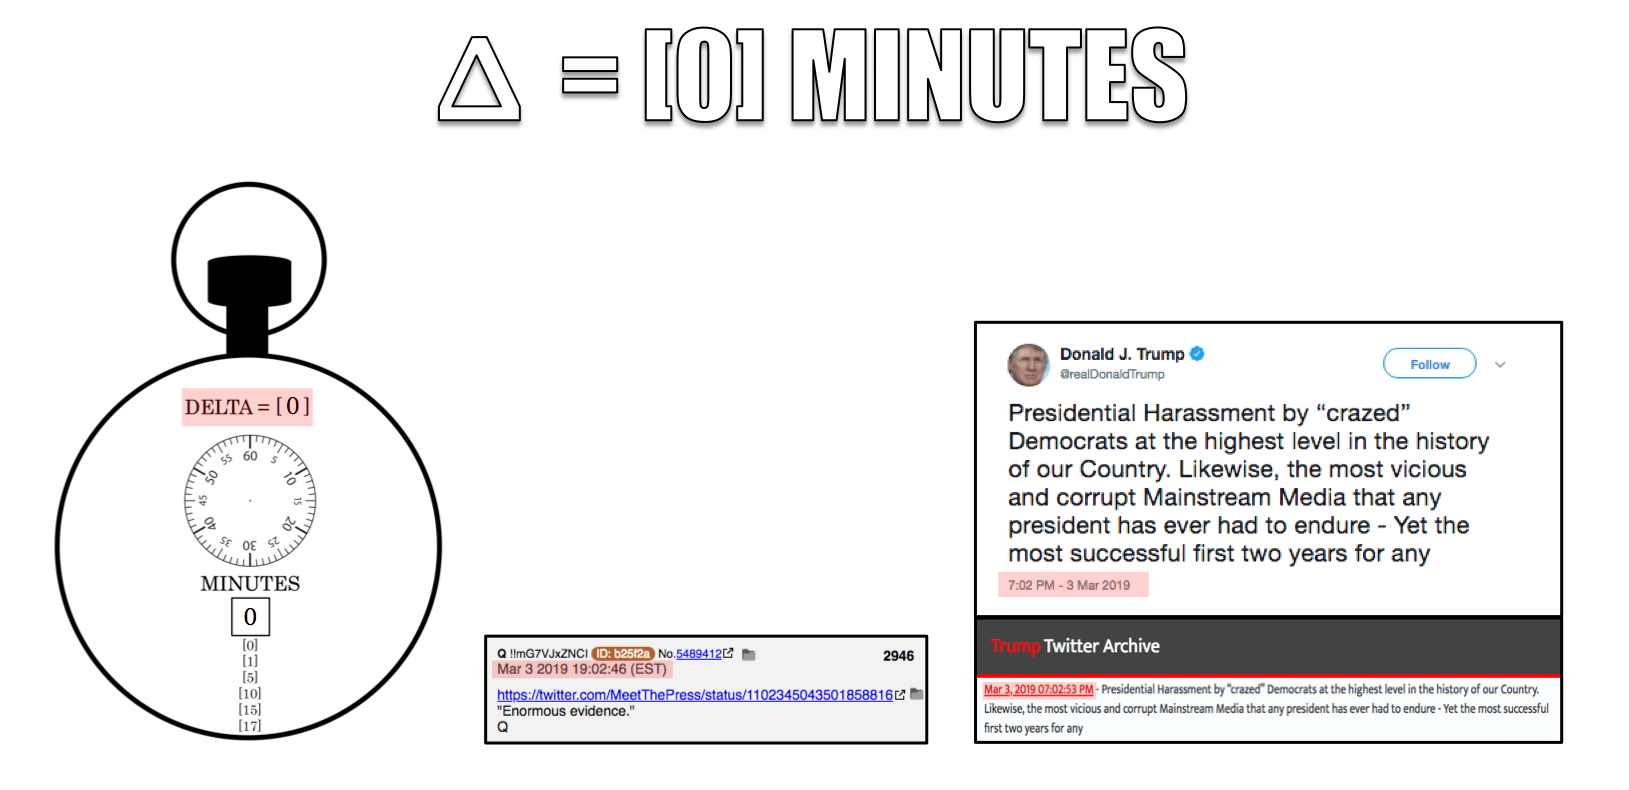 Δ = [0] MINUTES
DELTA = [ 0 ]
60
5
10
15
20
25
30
35
40
45
50
55
MINUTES
0
[0]
[1]
[5]
[10]
[15]
[17]
Q !!mG7VJxZNCI ID: b25f2a No.5489412 2946
Mar 3 2019 19:02:46 (EST)
https://twitter.com/MeetThePress/status/1102345043501858816
"Enormous evidence."
Q
Donald J. Trump
@realDonaldTrump
Follow
Presidential Harassment by “crazed”
Democrats at the highest level in the history
of our Country. Likewise, the most vicious
and corrupt Mainstream Media that any
president has ever had to endure - Yet the
most successful first two years for any
7:02 PM - 3 Mar 2019
Trump Twitter Archive
Mar 3, 2019 07:02:53 PM - Presidential Harassment by “crazed” Democrats at the highest level in the history of our Country.
Likewise, the most vicious and corrupt Mainstream Media that any president has ever had to endure - Yet the most successful
first two years for any